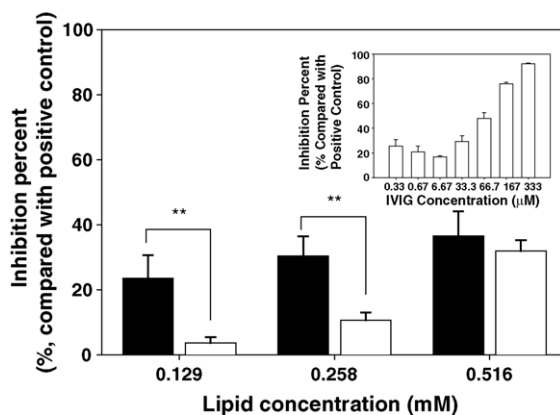 Inhibition percent
(%, compared with positive control)
100
80
60
40
20
0
**
**
0.129
0.258
0.516
Lipid concentration (mM)
Inhibition Percent
(% Compared with
Positive Control)
100
80
60
40
20
0
0.33 0.67 6.67 33.3 66.7 167 333
IVIG Concentration (μM)